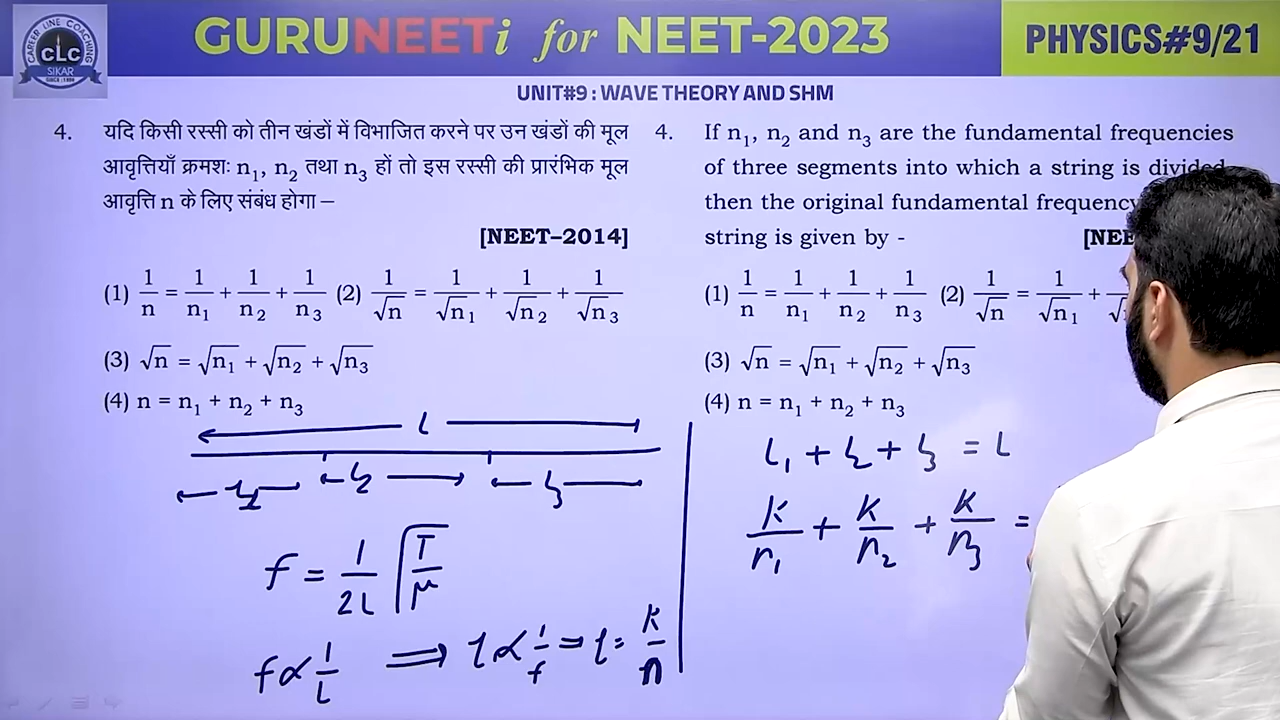 CAREER LINE COACHING
CLC
SIKAR
SINCE : 1996
GURUNEETi for NEET-2023
PHYSICS#9/21
UNIT#9 : WAVE THEORY AND SHM
4. यदि किसी रस्सी को तीन खंडों में विभाजित करने पर उन खंडों की मूल
आवृत्तियाँ क्रमशः n₁, n₂ तथा n₃ हों तो इस रस्सी की प्रारंभिक मूल
आवृत्ति n के लिए संबंध होगा –
[NEET–2014]
(1) 1/n = 1/n₁ + 1/n₂ + 1/n₃ (2) 1/√n = 1/√n₁ + 1/√n₂ + 1/√n₃
(3) √n = √n₁ + √n₂ + √n₃
(4) n = n₁ + n₂ + n₃
l
l₁ l₂ l₃
f = 1/2l √T/μ
f ∝ 1/l ⟹ l ∝ 1/f ⇒ l = k/n
4. If n₁, n₂ and n₃ are the fundamental frequencies
of three segments into which a string is divided
then the original fundamental frequency
string is given by -
[NEE
(1) 1/n = 1/n₁ + 1/n₂ + 1/n₃ (2) 1/√n = 1/√n₁ +
(3) √n = √n₁ + √n₂ + √n₃
(4) n = n₁ + n₂ + n₃
l₁ + l₂ + l₃ = l
k/n₁ + k/n₂ + k/n₃ =